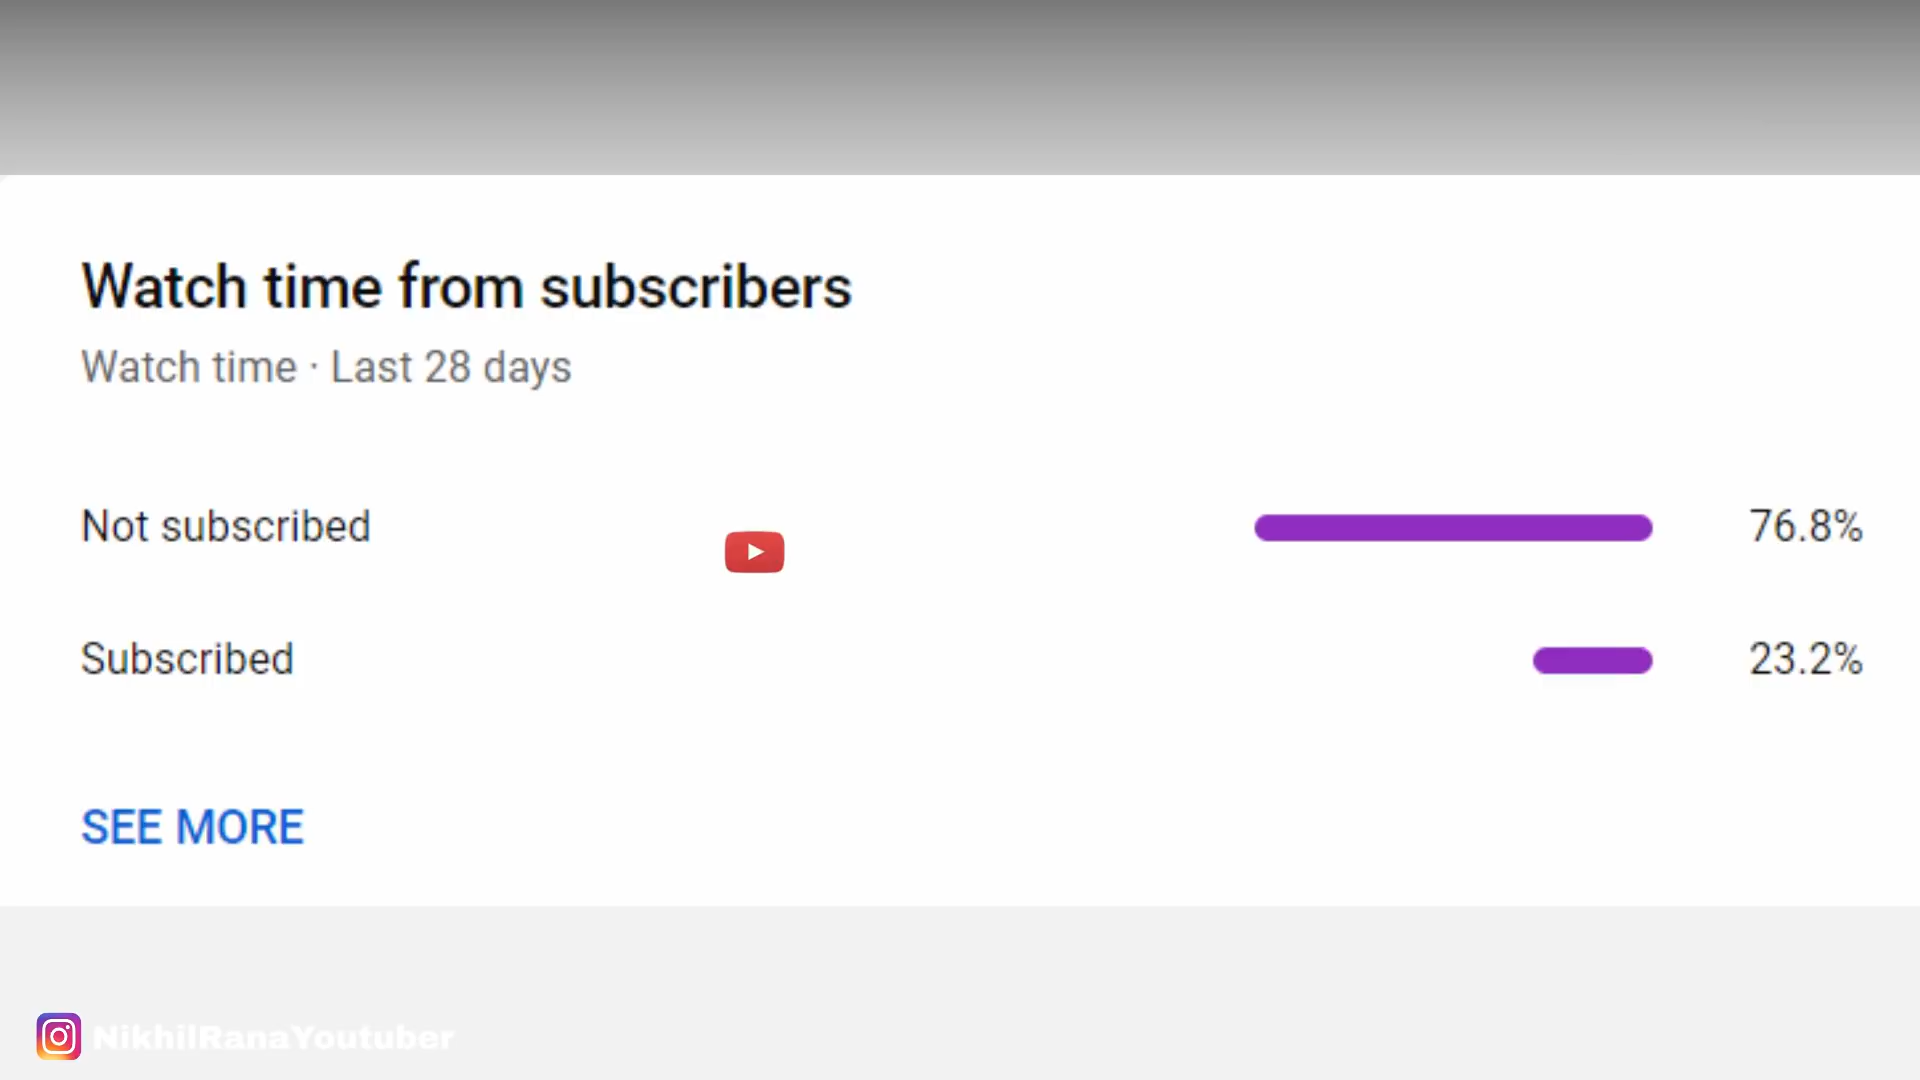 Watch time from subscribers
Watch time · Last 28 days
Not subscribed 76.8%
Subscribed 23.2%
SEE MORE
NikhilRanaYoutuber